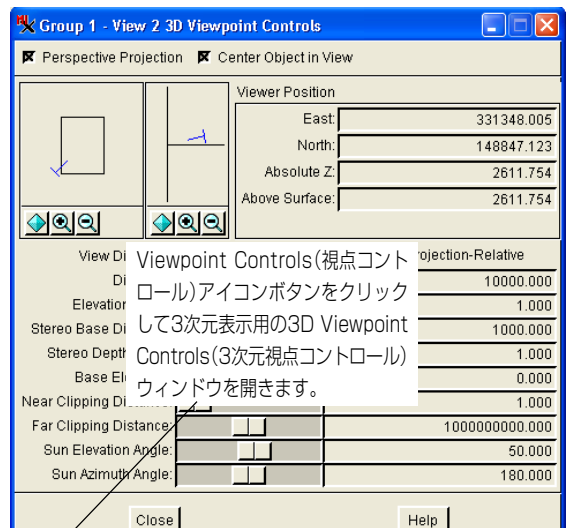 Group 1 - View 2 3D Viewpoint Controls
Perspective Projection Center Object in View
Viewer Position
East: 331348.005
North: 148847.123
Absolute Z: 2611.754
Above Surface: 2611.754
View Di
rojection-Relative
Di 10000.000
Elevation 1.000
Stereo Base Di 1000.000
Stereo Depth 1.000
Base El 0.000
Near Clipping Distance: 1.000
Far Clipping Distance: 1000000000.000
Sun Elevation Angle: 50.000
Sun Azimuth Angle: 180.000
Viewpoint Controls(視点コント
ロール)アイコンボタンをクリック
して3次元表示用の3D Viewpoint
Controls(3次元視点コントロール)
ウィンドウを開きます。
Close Help